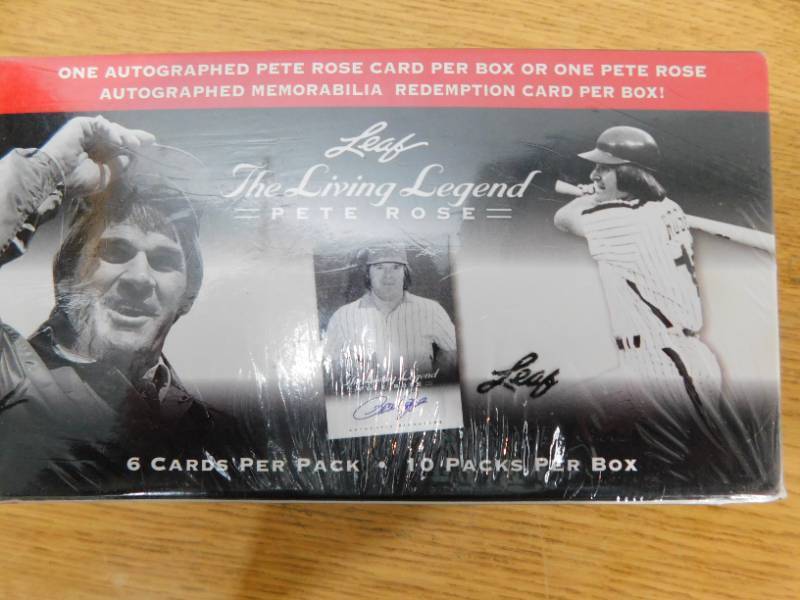 ONE AUTOGRAPHED PETE ROSE CARD PER BOX OR ONE PETE ROSE
AUTOGRAPHED MEMORABILIA REDEMPTION CARD PER BOX!
Leaf
The Living Legend
PETE ROSE
Leaf
6 CARDS PER PACK • 10 PACKS PER BOX